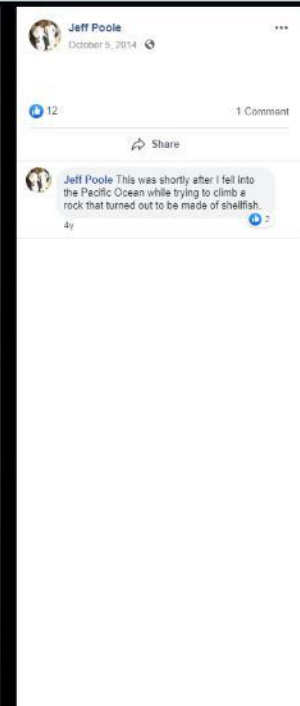 Jeff Poole
October 5, 2014
12
1 Comment
Share
Jeff Poole This was shortly after I fell into
the Pacific Ocean while trying to climb a
rock that turned out to be made of shellfish.
2
4y